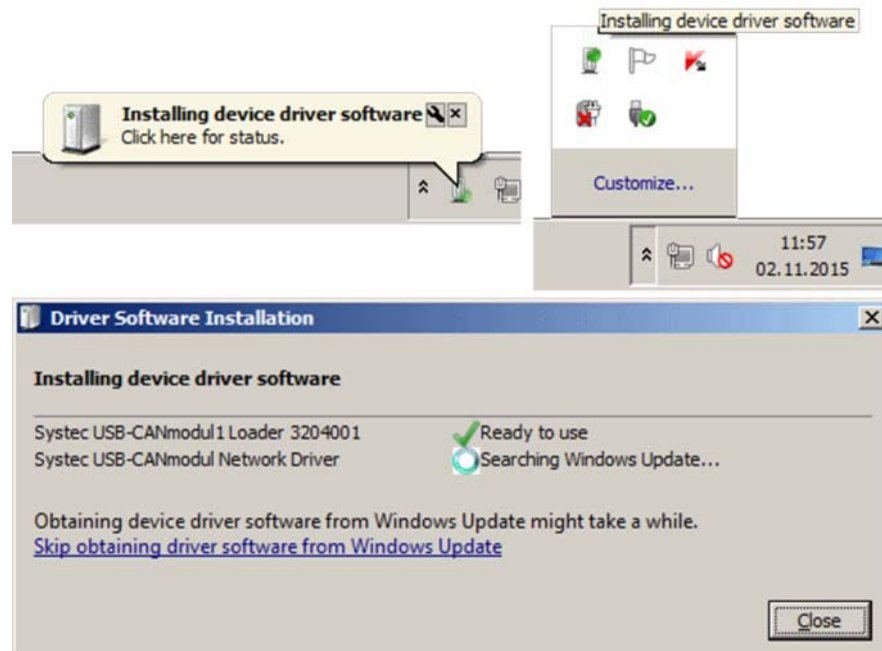 Installing device driver software
Installing device driver software
Click here for status.
Customize...
11:57
02.11.2015
Driver Software Installation
Installing device driver software
Systec USB-CANmodul1 Loader 3204001 Ready to use
Systec USB-CANmodul Network Driver Searching Windows Update...
Obtaining device driver software from Windows Update might take a while.
Skip obtaining driver software from Windows Update
Close